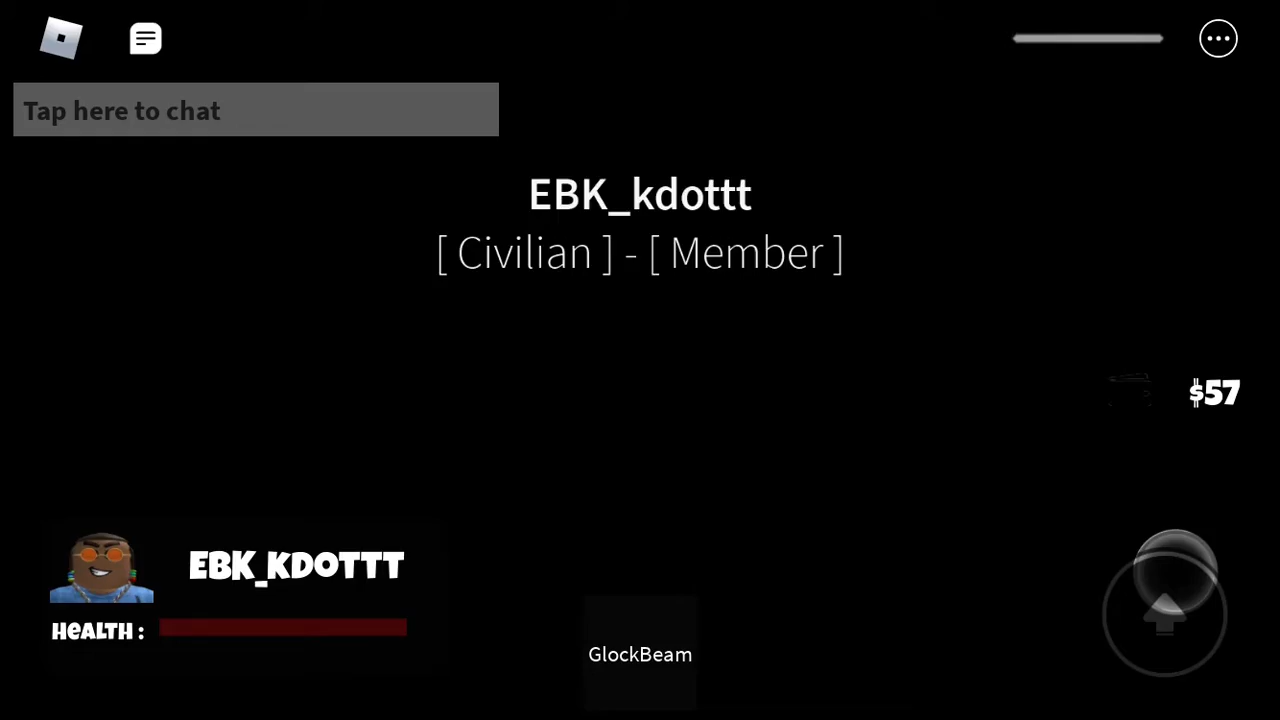 Tap here to chat
EBK_kdottt
[ Civilian ] - [ Member ]
$57
EBK_KDOTTT
HEALTH :
GlockBeam